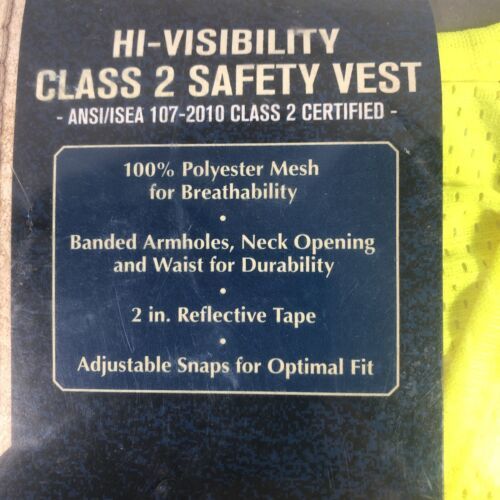 HI-VISIBILITY
CLASS 2 SAFETY VEST
- ANSI/ISEA 107-2010 CLASS 2 CERTIFIED -
100% Polyester Mesh
for Breathability
•
Banded Armholes, Neck Opening
and Waist for Durability
•
2 in. Reflective Tape
•
Adjustable Snaps for Optimal Fit